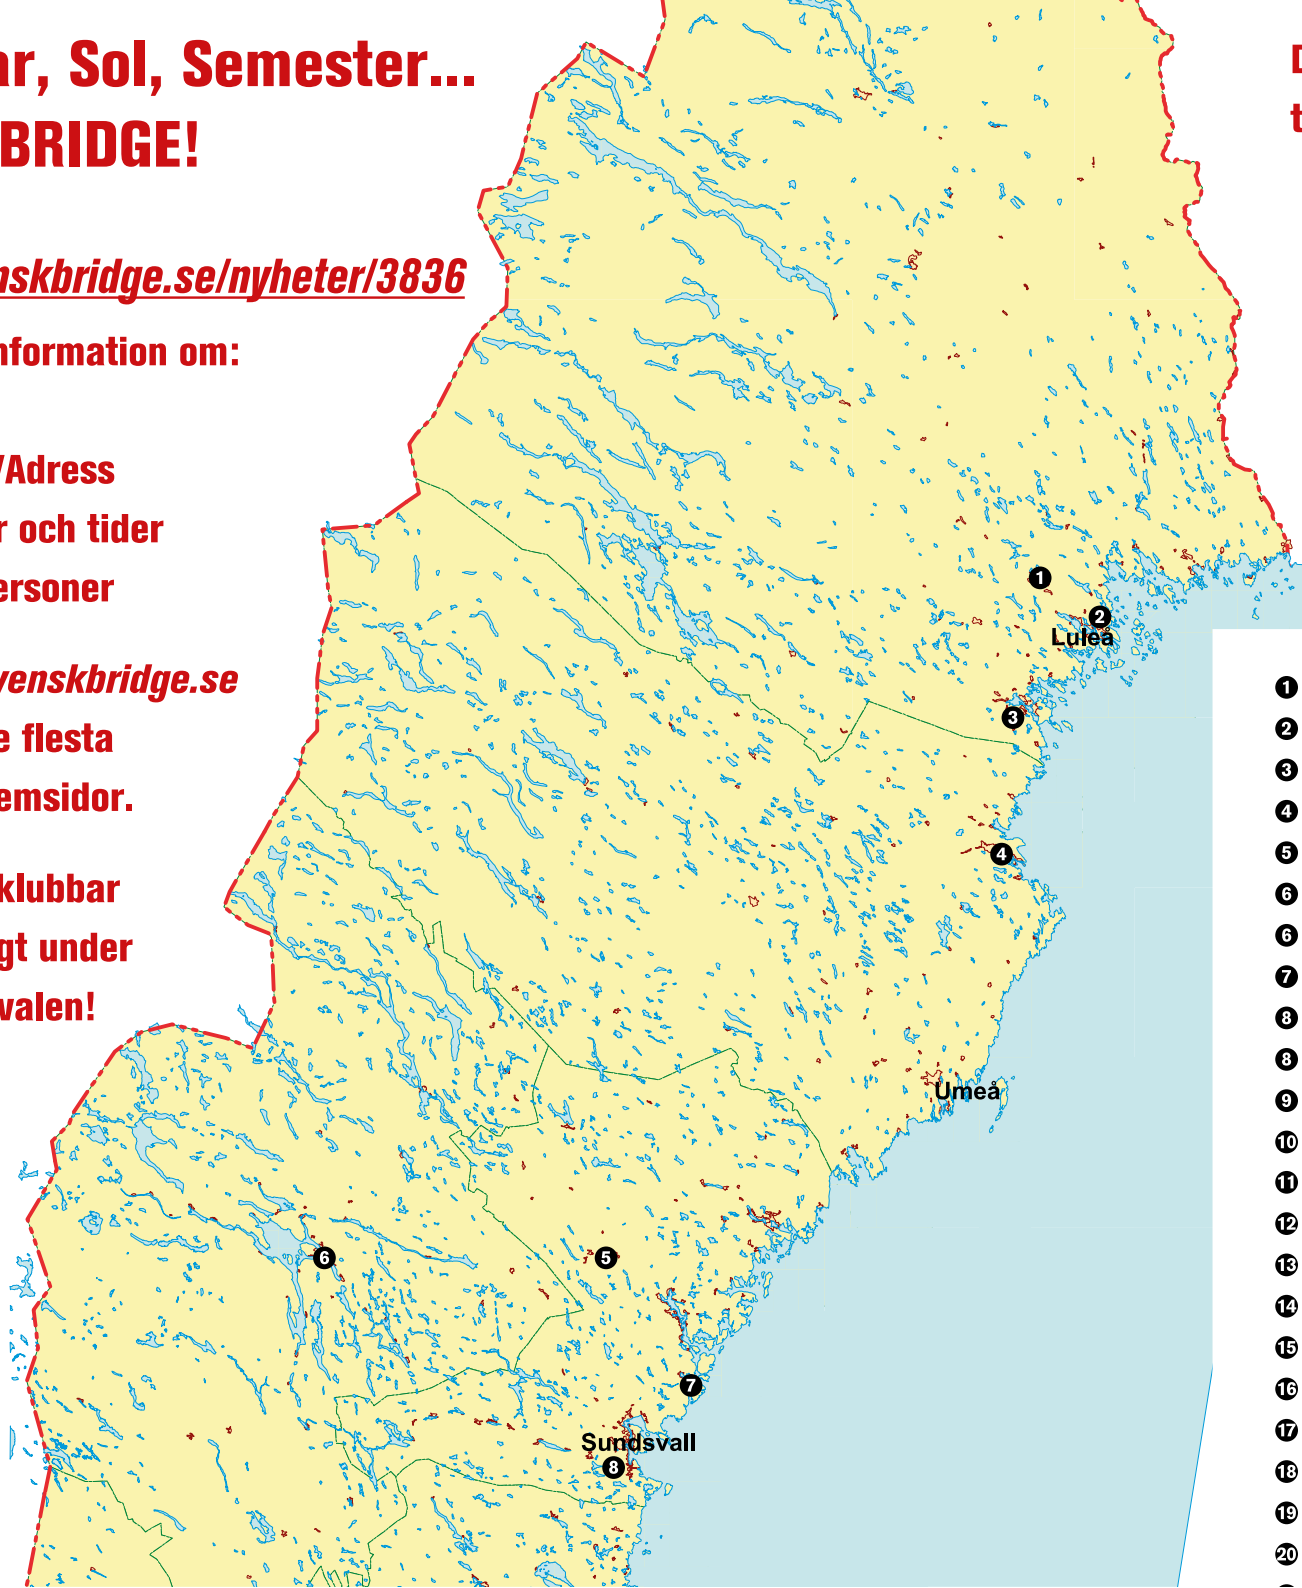 ar, Sol, Semester...
BRIDGE!
nskbridge.se/nyheter/3836
nformation om:
/Adress
r och tider
ersoner
venskbridge.se
e flesta
emsidor.
klubbar
gt under
valen!
D
t
1
2
Luleå
3
4
Umeå
5
6
7
Sundsvall
8
1
2
3
4
5
6
6
7
8
8
9
10
11
12
13
14
15
16
17
18
19
20